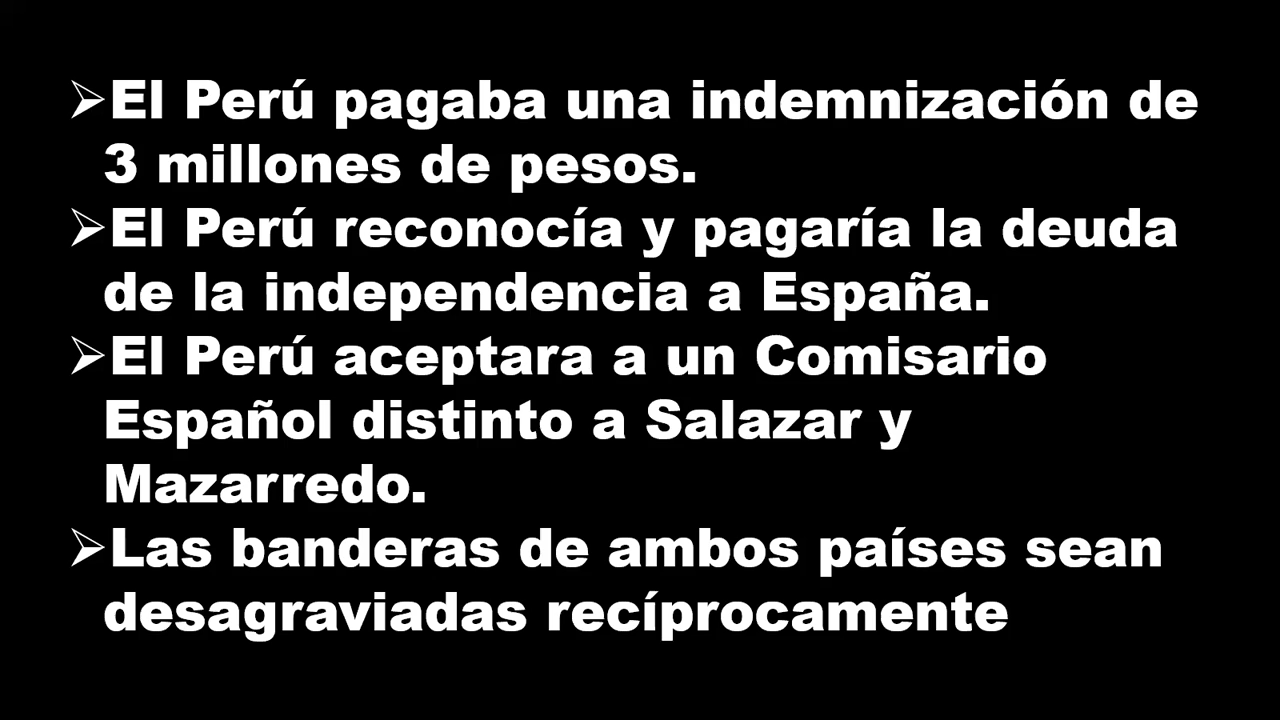 ➢El Perú pagaba una indemnización de
3 millones de pesos.
➢El Perú reconocía y pagaría la deuda
de la independencia a España.
➢El Perú aceptara a un Comisario
Español distinto a Salazar y
Mazarredo.
➢Las banderas de ambos países sean
desagraviadas recíprocamente